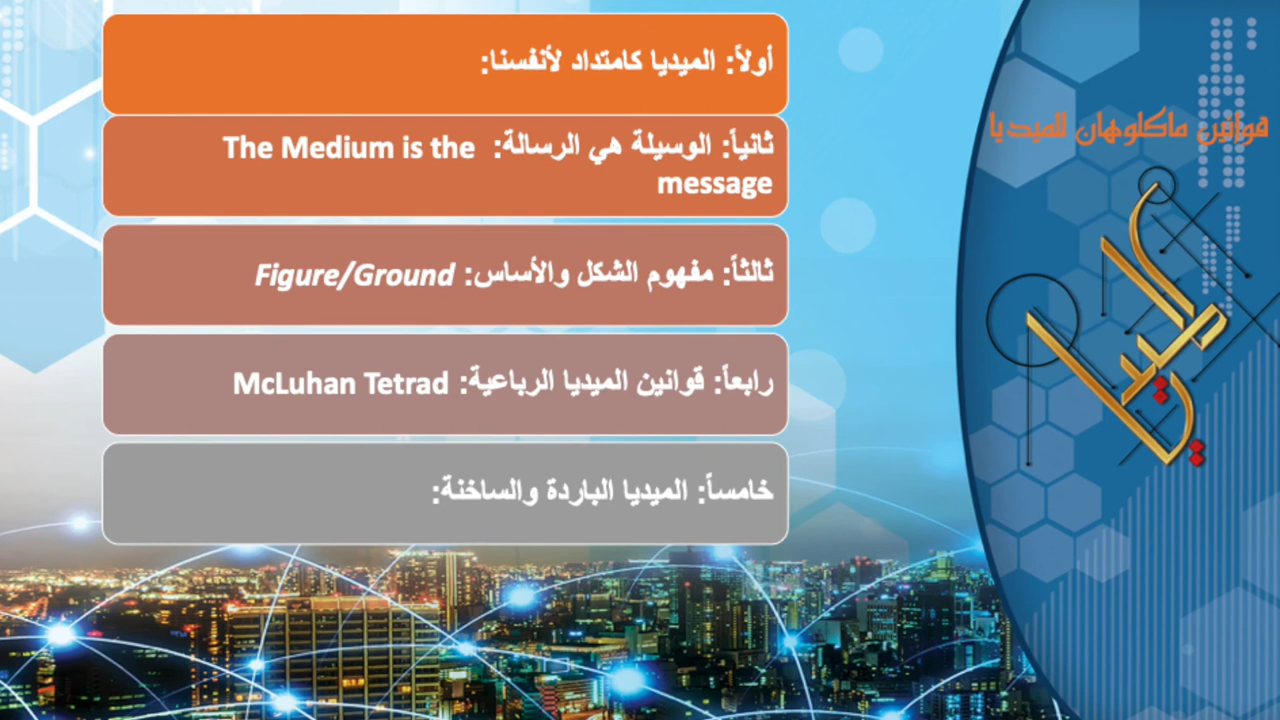 قوانين ماكلوهان للميديا
الميديا
أولاً: الميديا كامتداد لأنفسنا:
ثانياً: الوسيلة هي الرسالة: The Medium is the
message
ثالثاً: مفهوم الشكل والأساس: Figure/Ground
رابعاً: قوانين الميديا الرباعية: McLuhan Tetrad
خامساً: الميديا الباردة والساخنة: